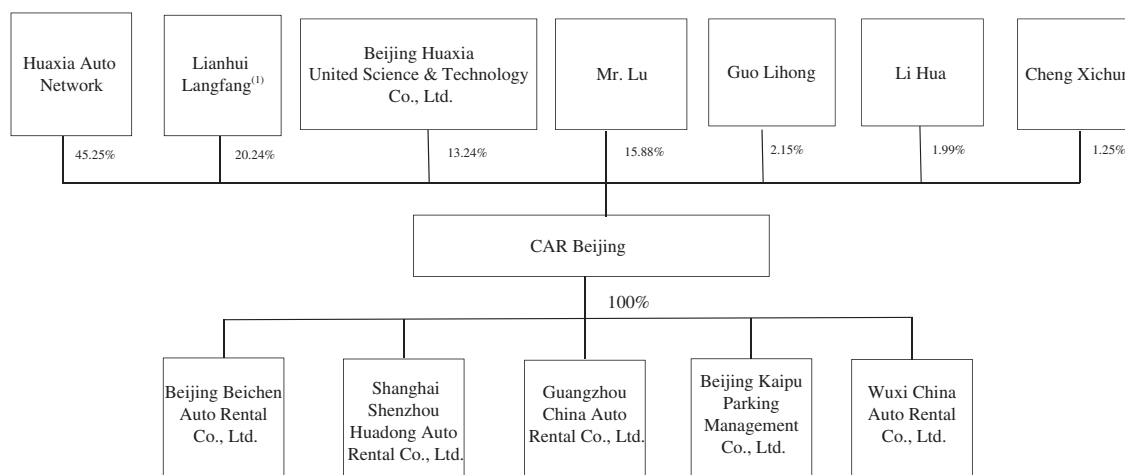 Huaxia Auto
Network
Lianhui
Langfang(1)
Beijing Huaxia
United Science & Technology
Co., Ltd.
Mr. Lu
Guo Lihong
Li Hua
Cheng Xichun
45.25%
20.24%
13.24%
15.88%
2.15%
1.99%
1.25%
CAR Beijing
100%
Beijing Beichen
Auto Rental
Co., Ltd.
Shanghai
Shenzhou
Huadong Auto
Rental Co., Ltd.
Guangzhou
China Auto
Rental Co., Ltd.
Beijing Kaipu
Parking
Management
Co., Ltd.
Wuxi China
Auto Rental
Co., Ltd.